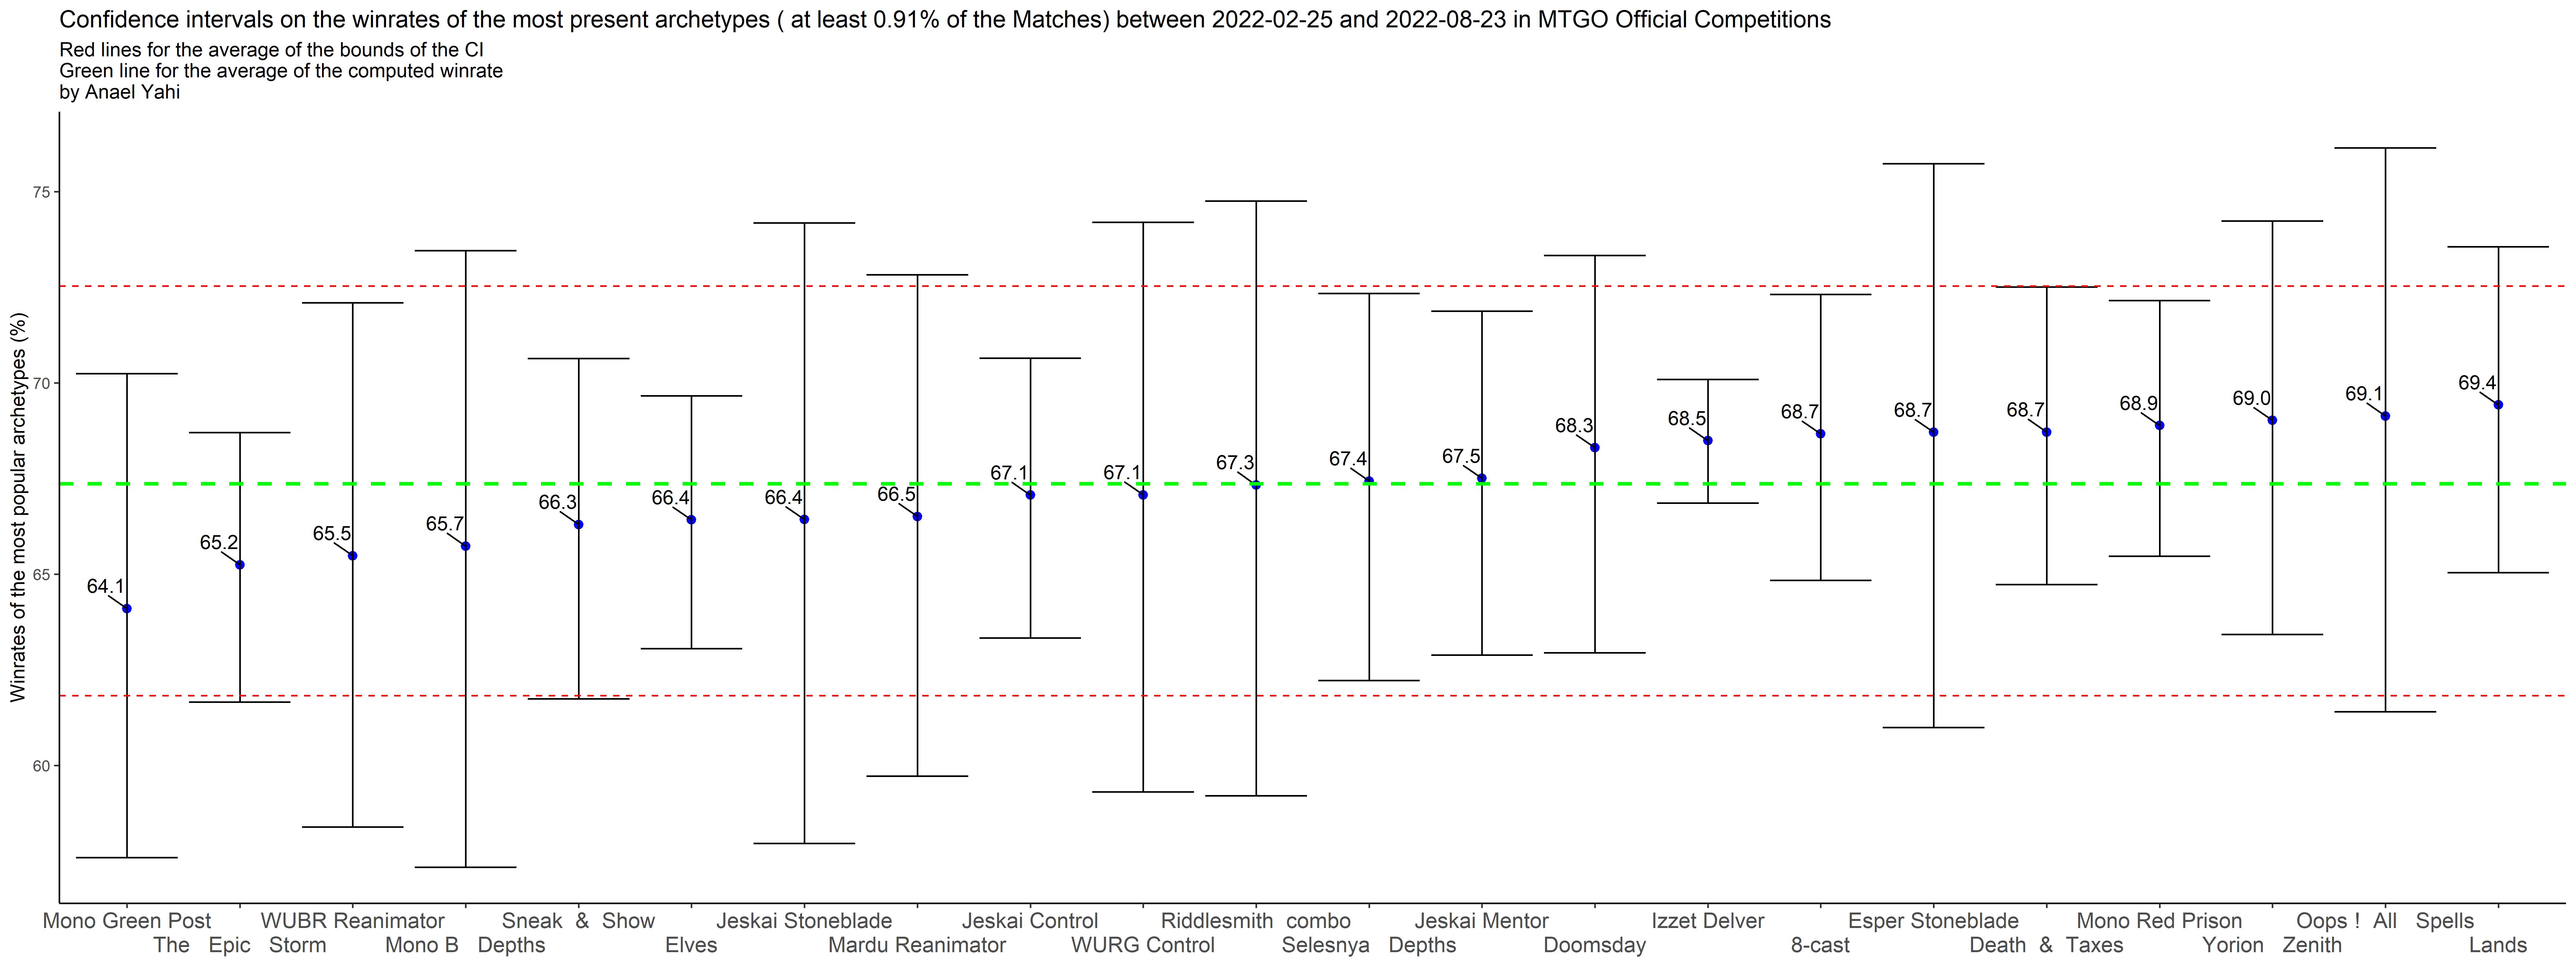 Confidence intervals on the winrates of the most present archetypes ( at least 0.91% of the Matches) between 2022-02-25 and 2022-08-23 in MTGO Official Competitions
Red lines for the average of the bounds of the CI
Green line for the average of the computed winrate
by Anael Yahi
Winrates of the most popular archetypes (%)
75
70
65
60
64.1
65.2
65.5
65.7
66.3
66.4
66.4
66.5
67.1
67.1
67.3
67.4
67.5
68.3
68.5
68.7
68.7
68.7
68.9
69.0
69.1
69.4
Mono Green Post
The Epic Storm
WUBR Reanimator
Mono B Depths
Sneak & Show
Elves
Jeskai Stoneblade
Mardu Reanimator
Jeskai Control
WURG Control
Riddlesmith combo
Selesnya Depths
Jeskai Mentor
Doomsday
Izzet Delver
8-cast
Esper Stoneblade
Death & Taxes
Mono Red Prison
Yorion Zenith
Oops ! All Spells
Lands